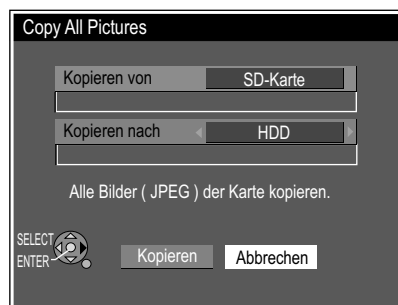 Copy All Pictures
Kopieren von SD-Karte
Kopieren nach HDD
Alle Bilder ( JPEG ) der Karte kopieren.
SELECT
ENTER
Kopieren Abbrechen